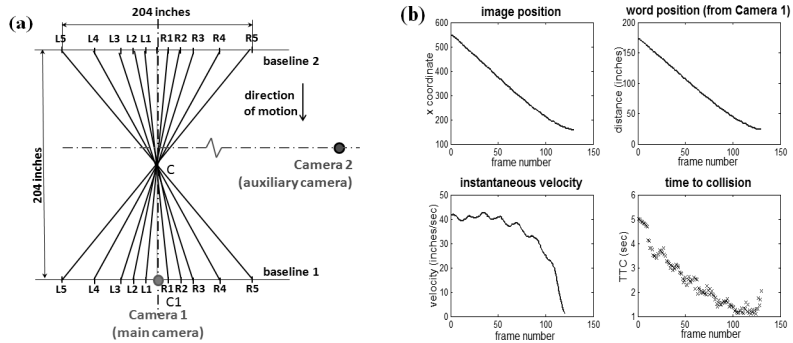 (a)
204 inches
L5 L4 L3 L2 L1 R1 R2 R3 R4 R5
baseline 2
direction
of motion
204 inches
C
Camera 2
(auxiliary camera)
baseline 1
L5 L4 L3 L2 L1 R1 R2 R3 R4 R5
C1
Camera 1
(main camera)
(b)
image position
x coordinate
600
500
400
300
200
100
0 50 100 150
frame number
word position (from Camera 1)
distance (inches)
200
150
100
50
0
0 50 100 150
frame number
instantaneous velocity
velocity (inches/sec)
50
40
30
20
10
0
0 50 100 150
frame number
time to collision
TTC (sec)
6
5
4
3
2
1
0 50 100 150
frame number